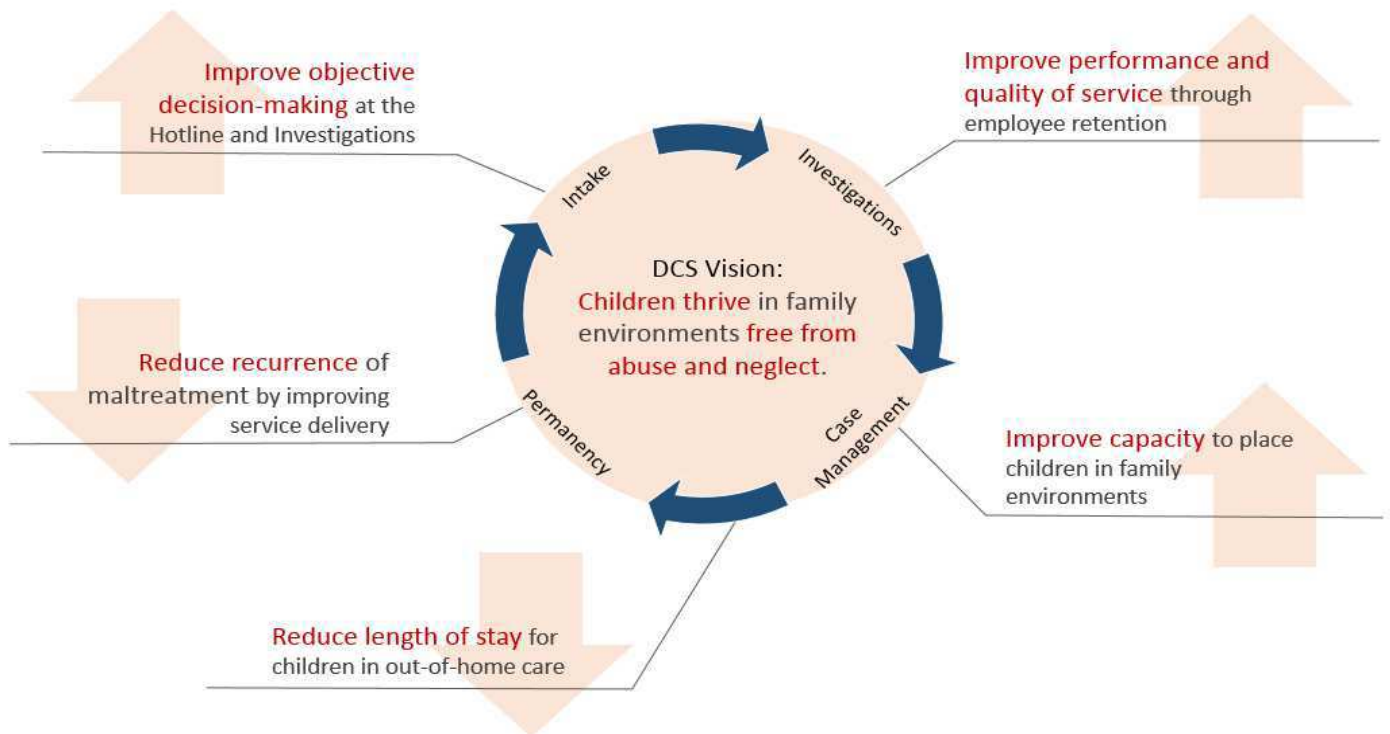 Improve objective
decision-making at the
Hotline and Investigations
Improve performance and
quality of service through
employee retention
Intake
Investigations
DCS Vision:
Children thrive in family
environments free from
abuse and neglect.
Reduce recurrence of
maltreatment by improving
service delivery
Permanency
Case
Management
Improve capacity to place
children in family
environments
Reduce length of stay for
children in out-of-home care